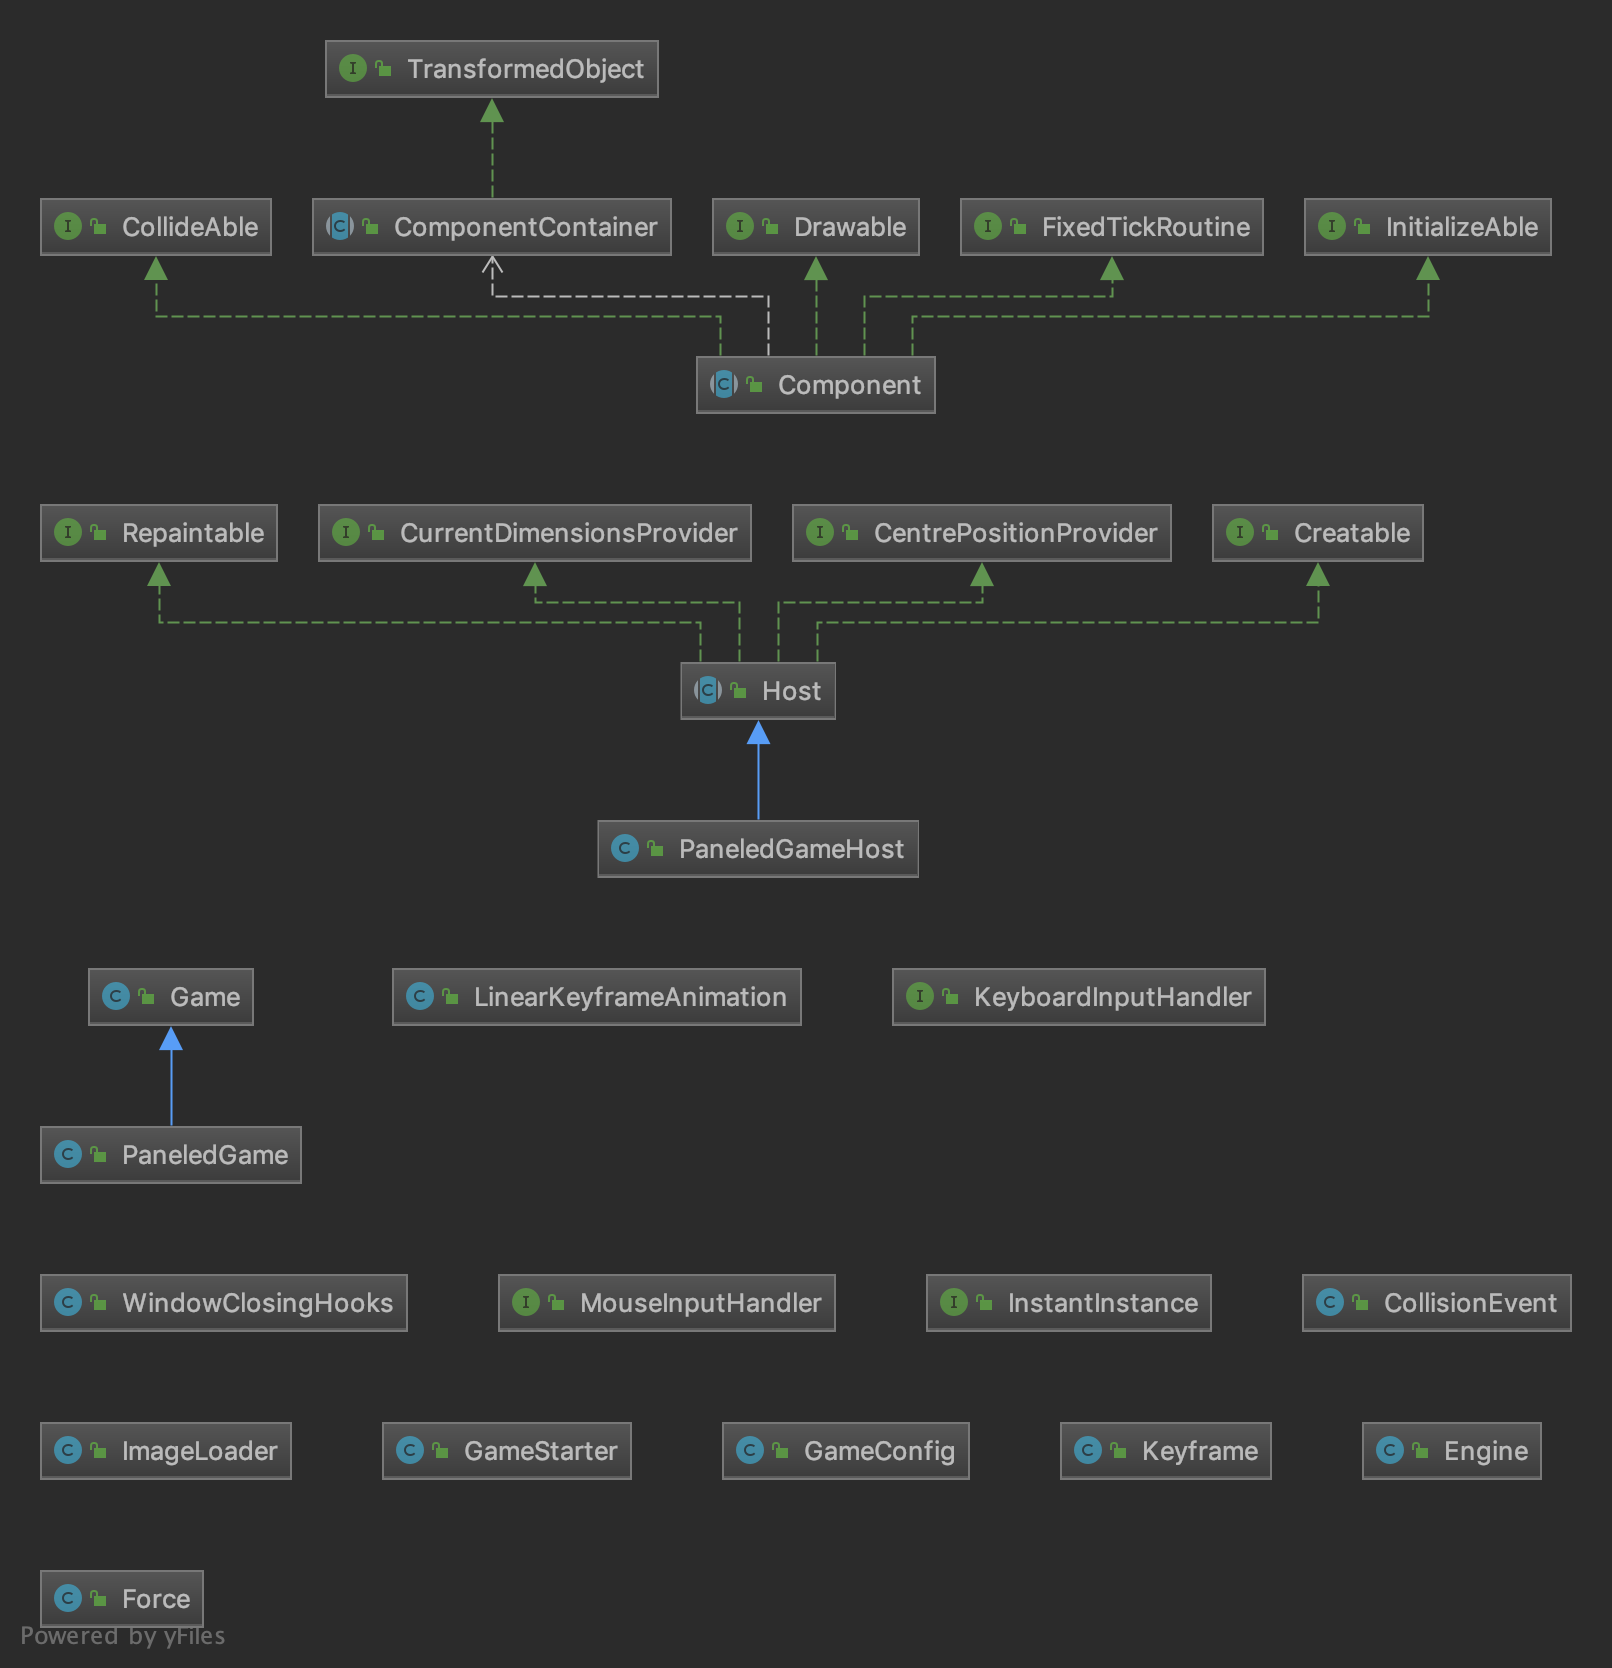 TransformedObject
CollideAble
ComponentContainer
Drawable
FixedTickRoutine
InitializeAble
Component
Repaintable
CurrentDimensionsProvider
CentrePositionProvider
Creatable
Host
PaneledGameHost
Game
LinearKeyframeAnimation
KeyboardInputHandler
PaneledGame
WindowClosingHooks
MouseInputHandler
InstantInstance
CollisionEvent
ImageLoader
GameStarter
GameConfig
Keyframe
Engine
Force
Powered by yFiles